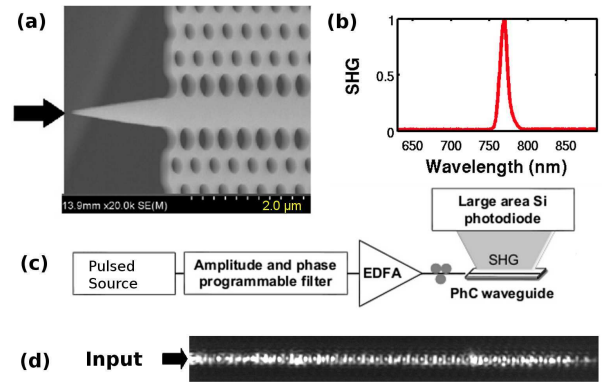 (a)
13.9mm x20.0k SE(M)
2.0 µm
(b)
SHG
1
0.5
0
650
700
750
800
850
Wavelength (nm)
(c)
Pulsed
Source
Amplitude and phase
programmable filter
EDFA
Large area Si
photodiode
SHG
PhC waveguide
(d)
Input